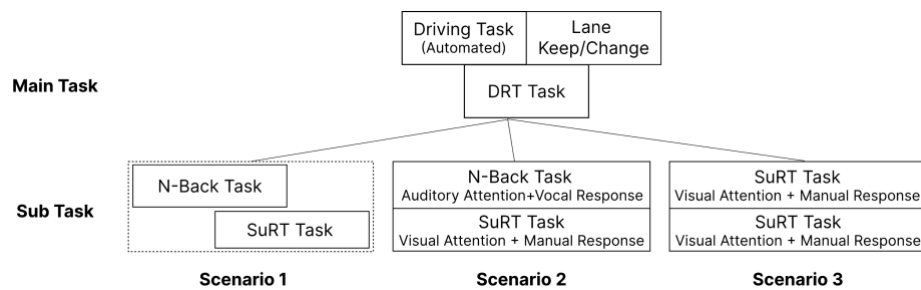 Driving Task
(Automated)
Lane
Keep/Change
Main Task
DRT Task
N-Back Task
SuRT Task
Sub Task
N-Back Task
Auditory Attention+Vocal Response
SuRT Task
Visual Attention + Manual Response
SuRT Task
Visual Attention + Manual Response
SuRT Task
Visual Attention + Manual Response
Scenario 1
Scenario 2
Scenario 3